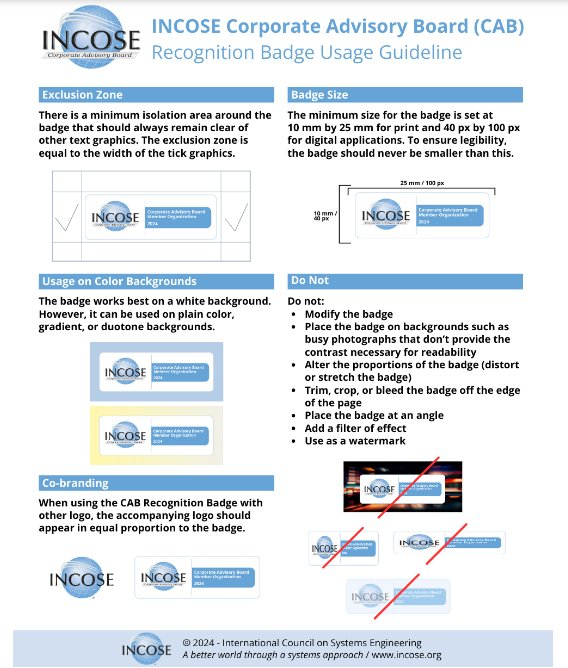 INCOSE
Corporate Advisory Board
INCOSE Corporate Advisory Board (CAB)
Recognition Badge Usage Guideline
Exclusion Zone
There is a minimum isolation area around the
badge that should always remain clear of
other text graphics. The exclusion zone is
equal to the width of the tick graphics.
INCOSE
Corporate Advisory Board
Corporate Advisory Board
Member Organization
2024
Badge Size
The minimum size for the badge is set at
10 mm by 25 mm for print and 40 px by 100 px
for digital applications. To ensure legibility,
the badge should never be smaller than this.
25 mm / 100 px
10 mm /
40 px
INCOSE
Corporate Advisory Board
Corporate Advisory Board
Member Organization
2024
Usage on Color Backgrounds
The badge works best on a white background.
However, it can be used on plain color,
gradient, or duotone backgrounds.
INCOSE
Corporate Advisory Board
Member Organization
2024
INCOSE
Corporate Advisory Board
Member Organization
2024
Co-branding
When using the CAB Recognition Badge with
other logo, the accompanying logo should
appear in equal proportion to the badge.
INCOSE
INCOSE
Corporate Advisory Board
Corporate Advisory Board
Member Organization
2024
Do Not
Do not:
• Modify the badge
• Place the badge on backgrounds such as
busy photographs that don’t provide the
contrast necessary for readability
• Alter the proportions of the badge (distort
or stretch the badge)
• Trim, crop, or bleed the badge off the edge
of the page
• Place the badge at an angle
• Add a filter of effect
• Use as a watermark
INCOSE
INCOSE
INCOSE
INCOSE
INCOSE
© 2024 - International Council on Systems Engineering
A better world through a systems approach / www.incose.org